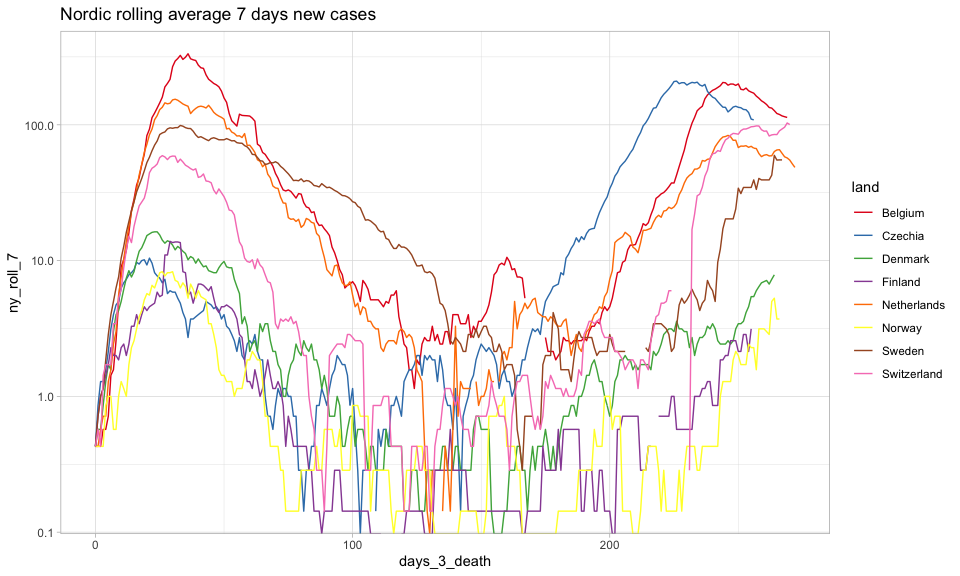 Nordic rolling average 7 days new cases
ny_roll_7
100.0
10.0
1.0
0.1
0
100
200
days_3_death
land
Belgium
Czechia
Denmark
Finland
Netherlands
Norway
Sweden
Switzerland